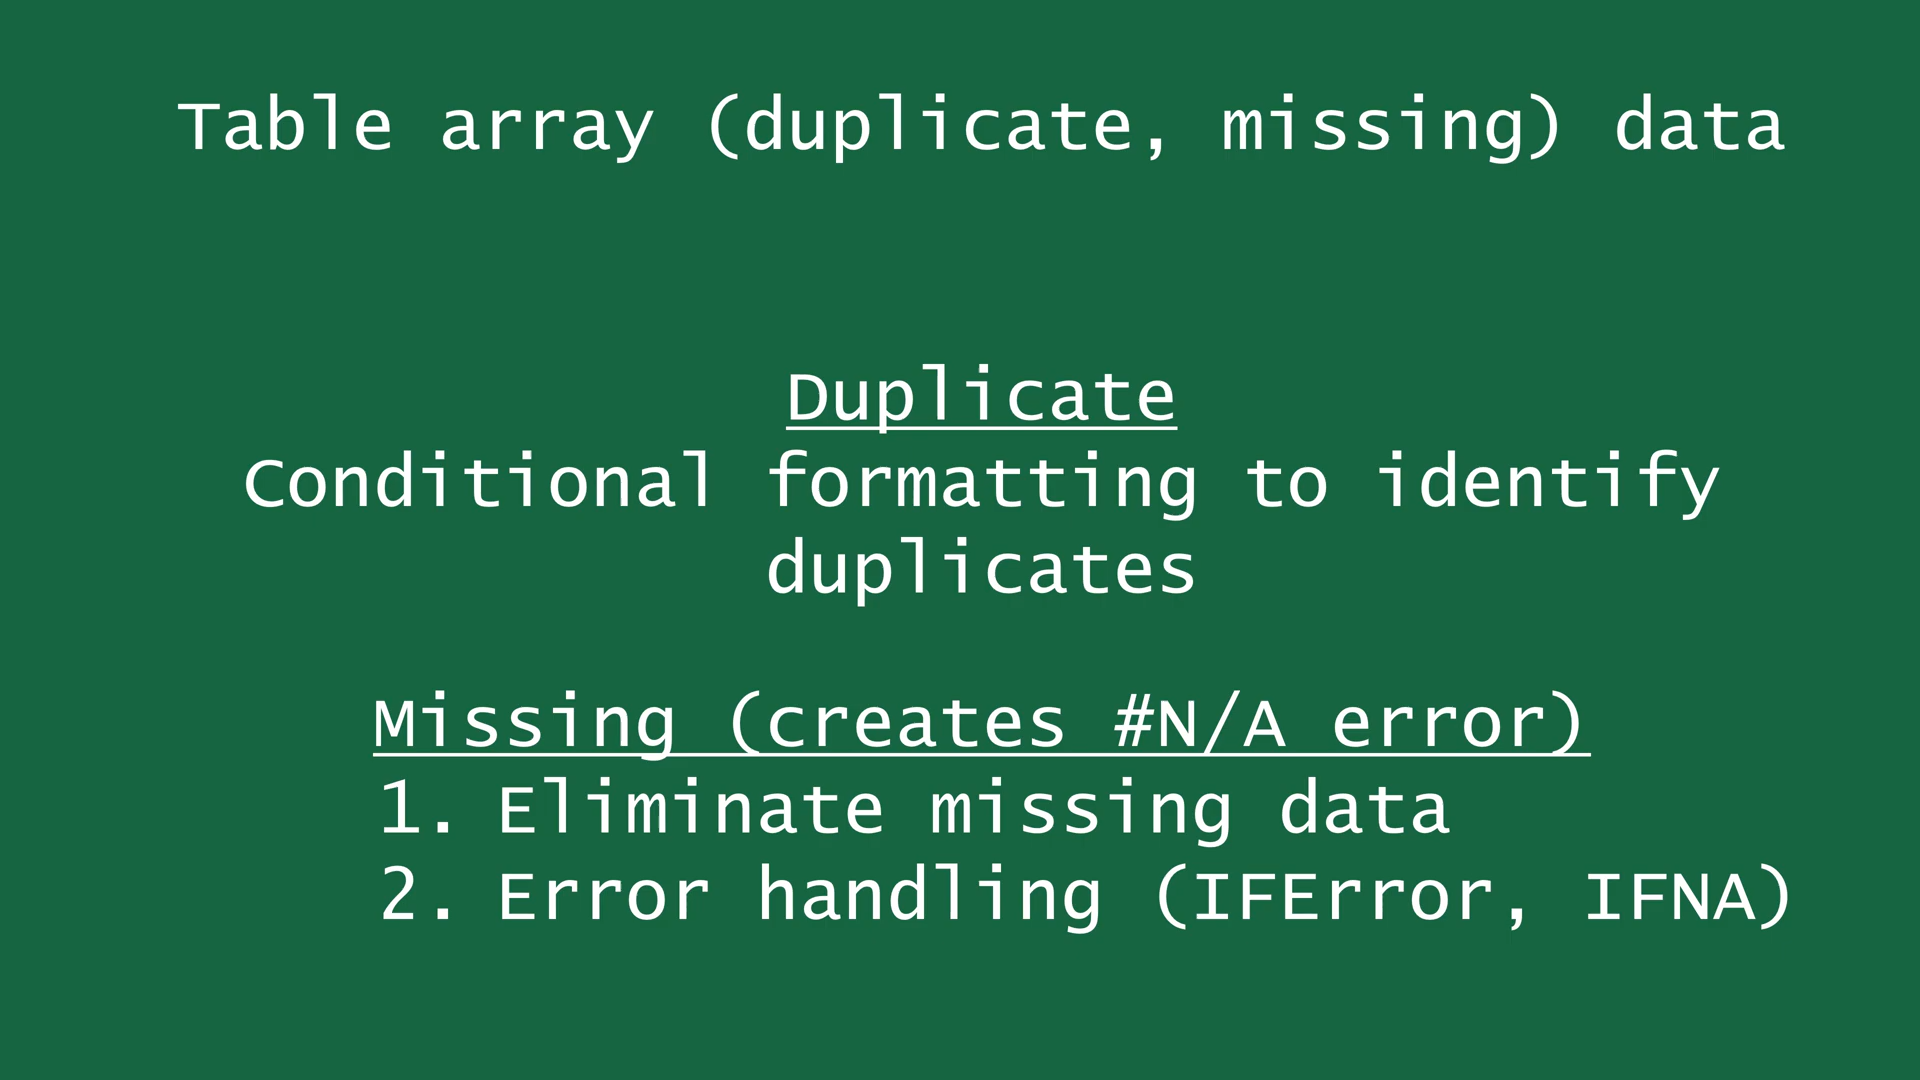 Table array (duplicate, missing) data
Duplicate
Conditional formatting to identify
duplicates
Missing (creates #N/A error)
1. Eliminate missing data
2. Error handling (IFError, IFNA)